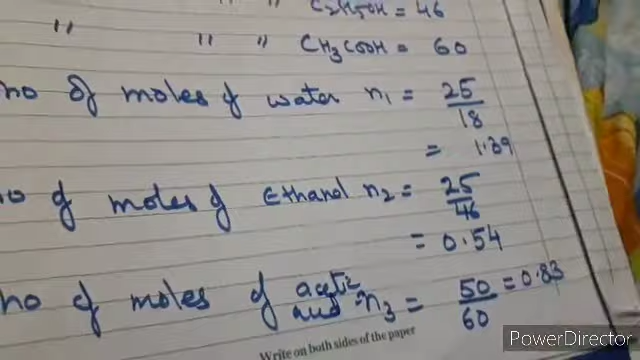 " " C2H5OH = 46
" " " CH3COOH = 60
no of moles of water n1 = 25/18
= 1.39
no of moles of Ethanol n2 = 25/46
= 0.54
no of moles of acetic acid n3 = 50/60 = 0.83
Write on both sides of the paper
PowerDirector